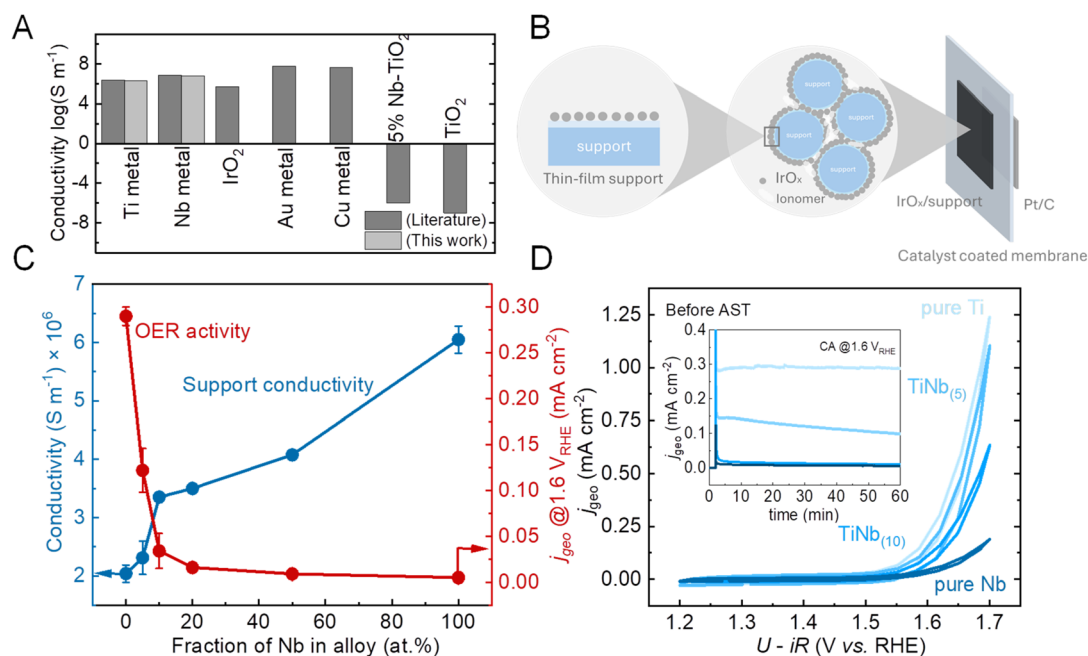 A
Conductivity log(S m⁻¹)
8
4
0
-4
-8
Ti metal
Nb metal
IrO₂
Au metal
Cu metal
5% Nb-TiO₂
TiO₂
(Literature)
(This work)
B
support
Thin-film support
support
support
support
support
IrOₓ
Ionomer
IrOₓ/support
Pt/C
Catalyst coated membrane
C
Conductivity (S m⁻¹) × 10⁶
7
6
5
4
3
2
OER activity
Support conductivity
0.30
0.25
0.20
0.15
0.10
0.05
0.00
j_geo @1.6 V_RHE (mA cm⁻²)
0
20
40
60
80
100
Fraction of Nb in alloy (at.%)
D
j_geo (mA cm⁻²)
1.25
1.00
0.75
0.50
0.25
0.00
Before AST
CA @1.6 V_RHE
j_geo (mA cm⁻²)
0.4
0.3
0.2
0.1
0.0
0 10 20 30 40 50 60
time (min)
pure Ti
TiNb₍₅₎
TiNb₍₁₀₎
pure Nb
1.2 1.3 1.4 1.5 1.6 1.7
U - iR (V vs. RHE)